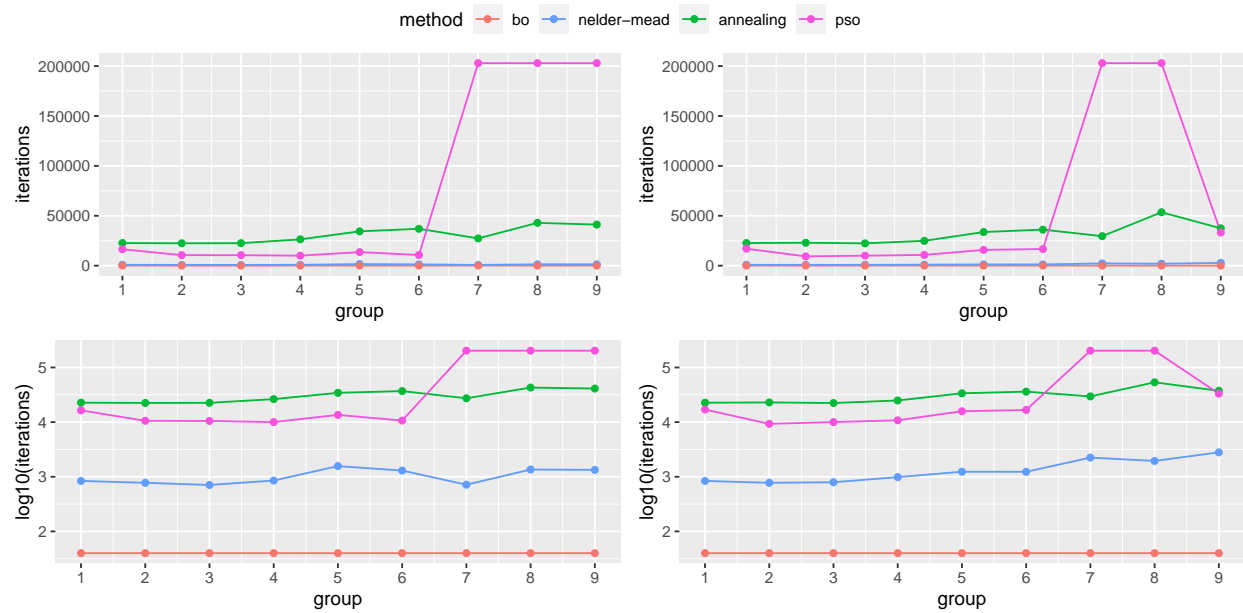 method bo nelder-mead annealing pso
200000
150000
100000
50000
0
iterations
1 2 3 4 5 6 7 8 9
group
200000
150000
100000
50000
0
iterations
1 2 3 4 5 6 7 8 9
group
5
4
3
2
log10(iterations)
1 2 3 4 5 6 7 8 9
group
5
4
3
2
log10(iterations)
1 2 3 4 5 6 7 8 9
group